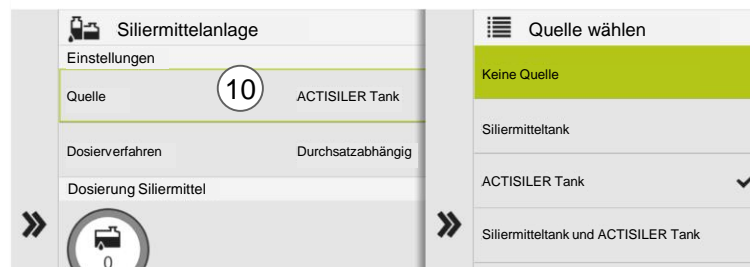 Siliermittelanlage
Einstellungen
Quelle 10 ACTISILER Tank
Dosierverfahren Durchsatzabhängig
Dosierung Siliermittel
0
Quelle wählen
Keine Quelle
Siliermitteltank
ACTISILER Tank
Siliermitteltank und ACTISILER Tank